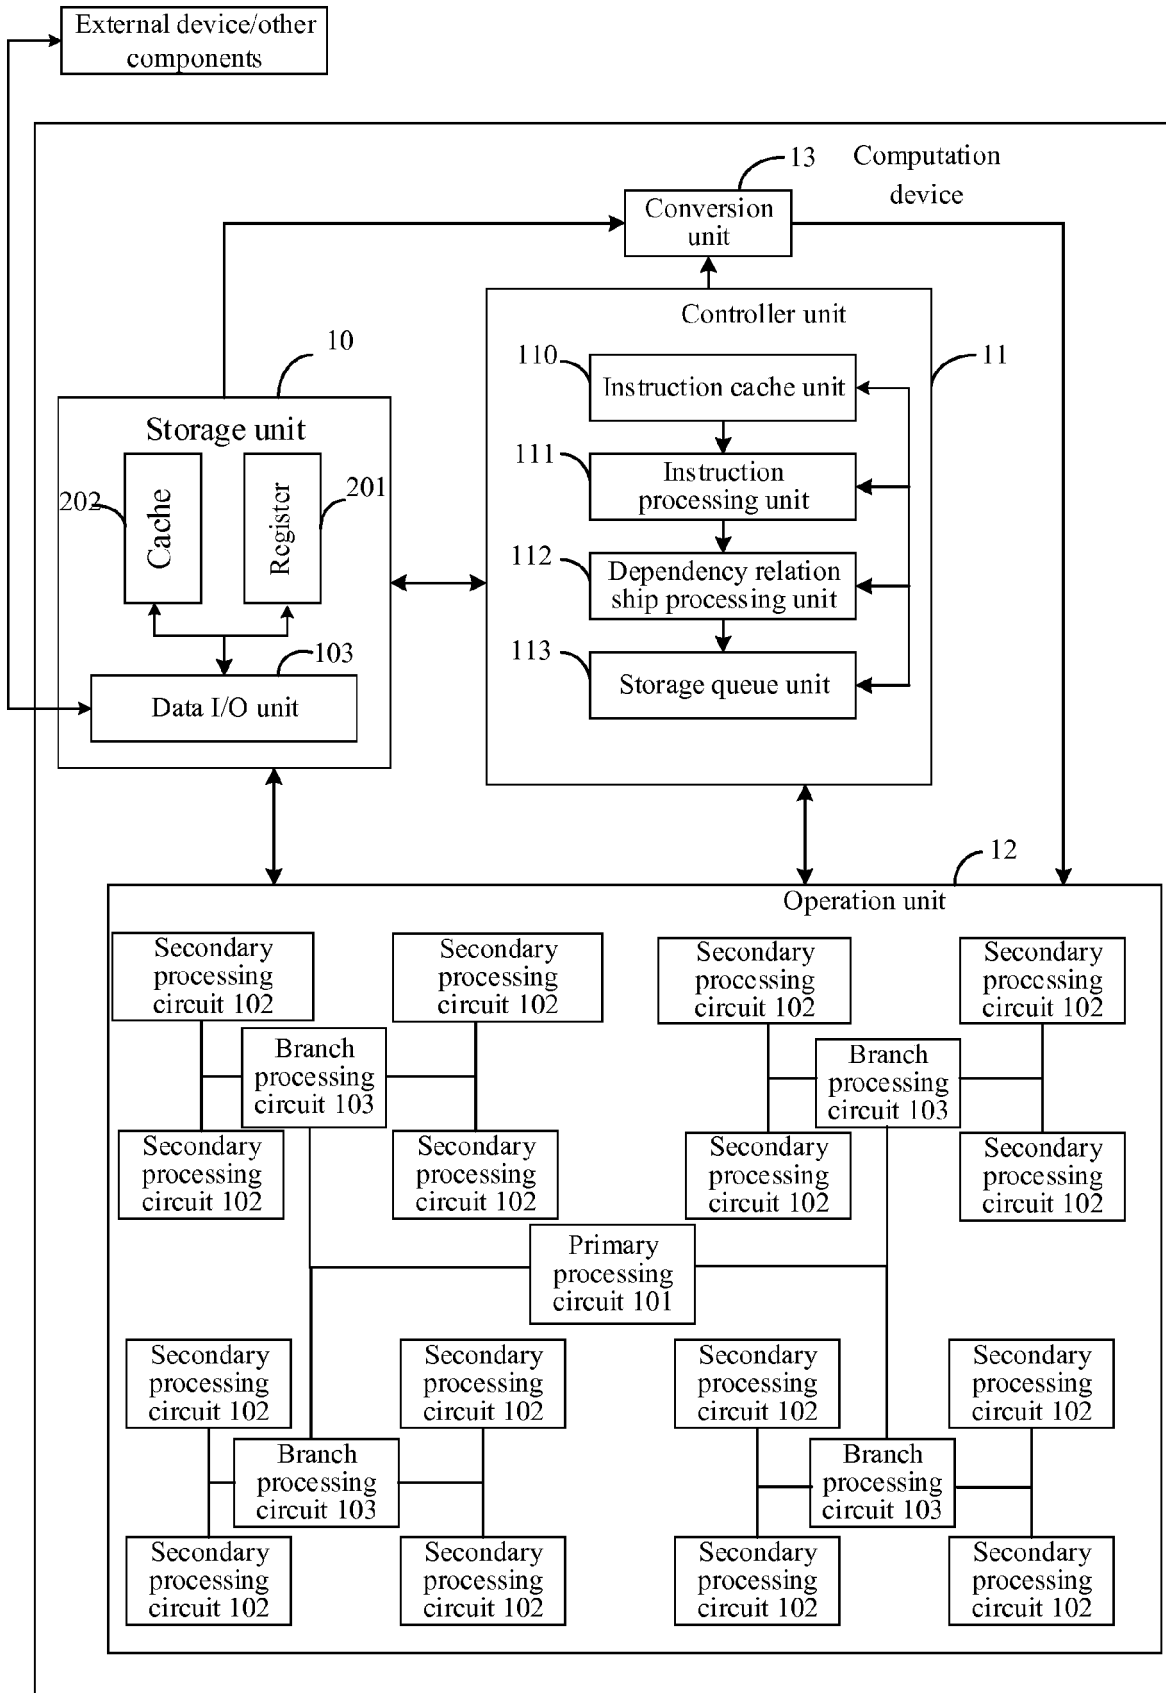 External device/other
components
13
Computation
device
Conversion
unit
Controller unit
10
110
11
Instruction cache unit
Storage unit
111
Instruction
processing unit
202
Cache
Register
201
112
Dependency relation
ship processing unit
103
113
Storage queue unit
Data I/O unit
12
Operation unit
Secondary
processing
circuit 102
Secondary
processing
circuit 102
Secondary
processing
circuit 102
Secondary
processing
circuit 102
Branch
processing
circuit 103
Branch
processing
circuit 103
Secondary
processing
circuit 102
Secondary
processing
circuit 102
Secondary
processing
circuit 102
Secondary
processing
circuit 102
Primary
processing
circuit 101
Secondary
processing
circuit 102
Secondary
processing
circuit 102
Secondary
processing
circuit 102
Secondary
processing
circuit 102
Branch
processing
circuit 103
Branch
processing
circuit 103
Secondary
processing
circuit 102
Secondary
processing
circuit 102
Secondary
processing
circuit 102
Secondary
processing
circuit 102